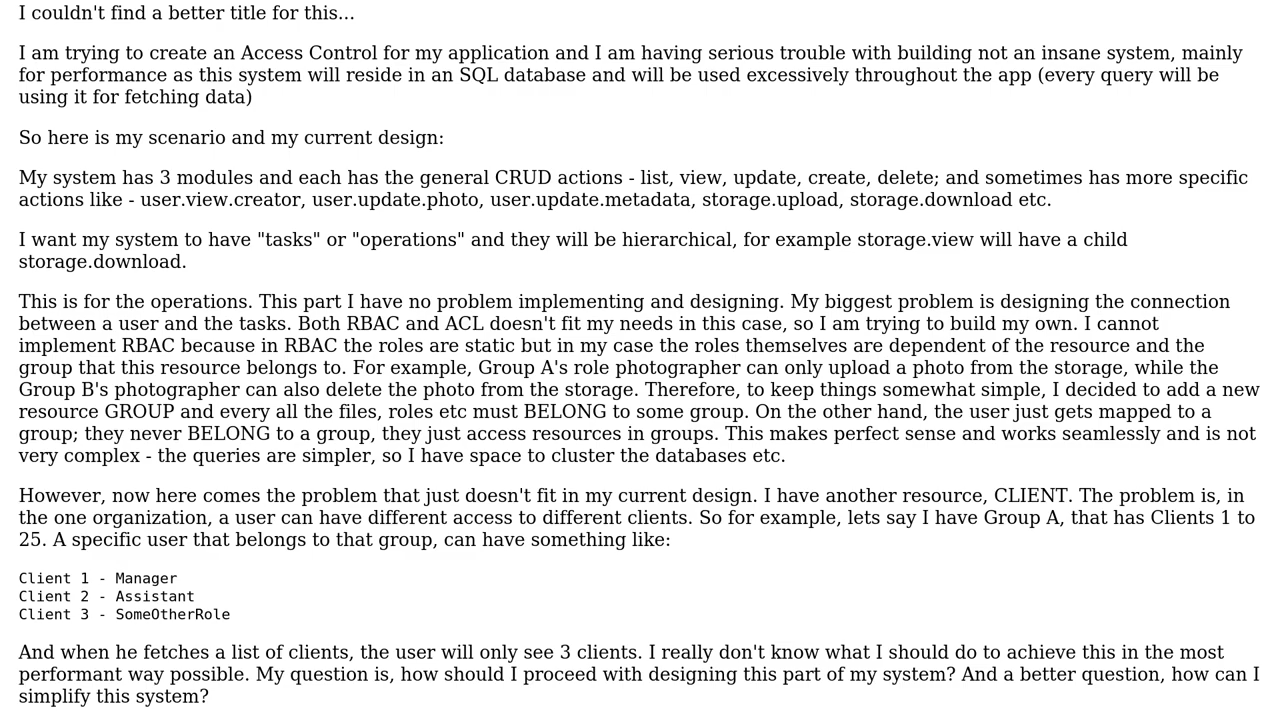 I couldn't find a better title for this...
I am trying to create an Access Control for my application and I am having serious trouble with building not an insane system, mainly
for performance as this system will reside in an SQL database and will be used excessively throughout the app (every query will be
using it for fetching data)
So here is my scenario and my current design:
My system has 3 modules and each has the general CRUD actions - list, view, update, create, delete; and sometimes has more specific
actions like - user.view.creator, user.update.photo, user.update.metadata, storage.upload, storage.download etc.
I want my system to have "tasks" or "operations" and they will be hierarchical, for example storage.view will have a child
storage.download.
This is for the operations. This part I have no problem implementing and designing. My biggest problem is designing the connection
between a user and the tasks. Both RBAC and ACL doesn't fit my needs in this case, so I am trying to build my own. I cannot
implement RBAC because in RBAC the roles are static but in my case the roles themselves are dependent of the resource and the
group that this resource belongs to. For example, Group A's role photographer can only upload a photo from the storage, while the
Group B's photographer can also delete the photo from the storage. Therefore, to keep things somewhat simple, I decided to add a new
resource GROUP and every all the files, roles etc must BELONG to some group. On the other hand, the user just gets mapped to a
group; they never BELONG to a group, they just access resources in groups. This makes perfect sense and works seamlessly and is not
very complex - the queries are simpler, so I have space to cluster the databases etc.
However, now here comes the problem that just doesn't fit in my current design. I have another resource, CLIENT. The problem is, in
the one organization, a user can have different access to different clients. So for example, lets say I have Group A, that has Clients 1 to
25. A specific user that belongs to that group, can have something like:
Client 1 - Manager
Client 2 - Assistant
Client 3 - SomeOtherRole
And when he fetches a list of clients, the user will only see 3 clients. I really don't know what I should do to achieve this in the most
performant way possible. My question is, how should I proceed with designing this part of my system? And a better question, how can I
simplify this system?